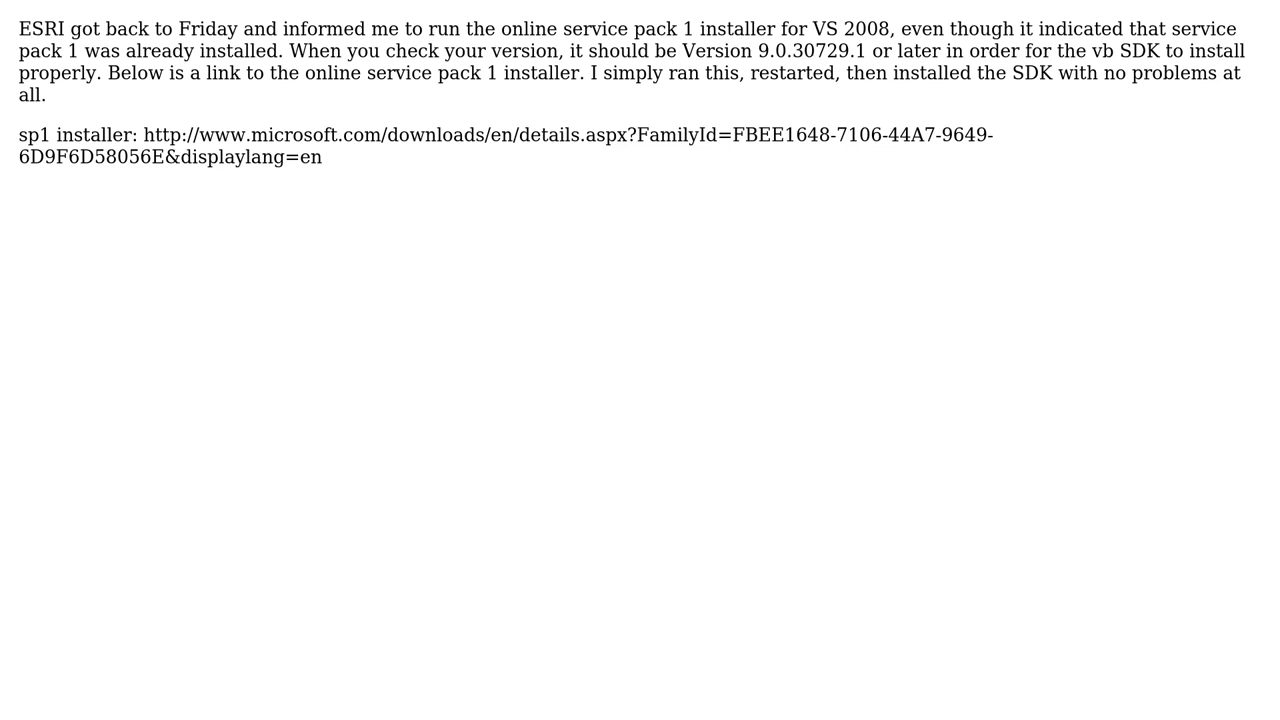 ESRI got back to Friday and informed me to run the online service pack 1 installer for VS 2008, even though it indicated that service
pack 1 was already installed. When you check your version, it should be Version 9.0.30729.1 or later in order for the vb SDK to install
properly. Below is a link to the online service pack 1 installer. I simply ran this, restarted, then installed the SDK with no problems at
all.
sp1 installer: http://www.microsoft.com/downloads/en/details.aspx?FamilyId=FBEE1648-7106-44A7-9649-
6D9F6D58056E&displaylang=en